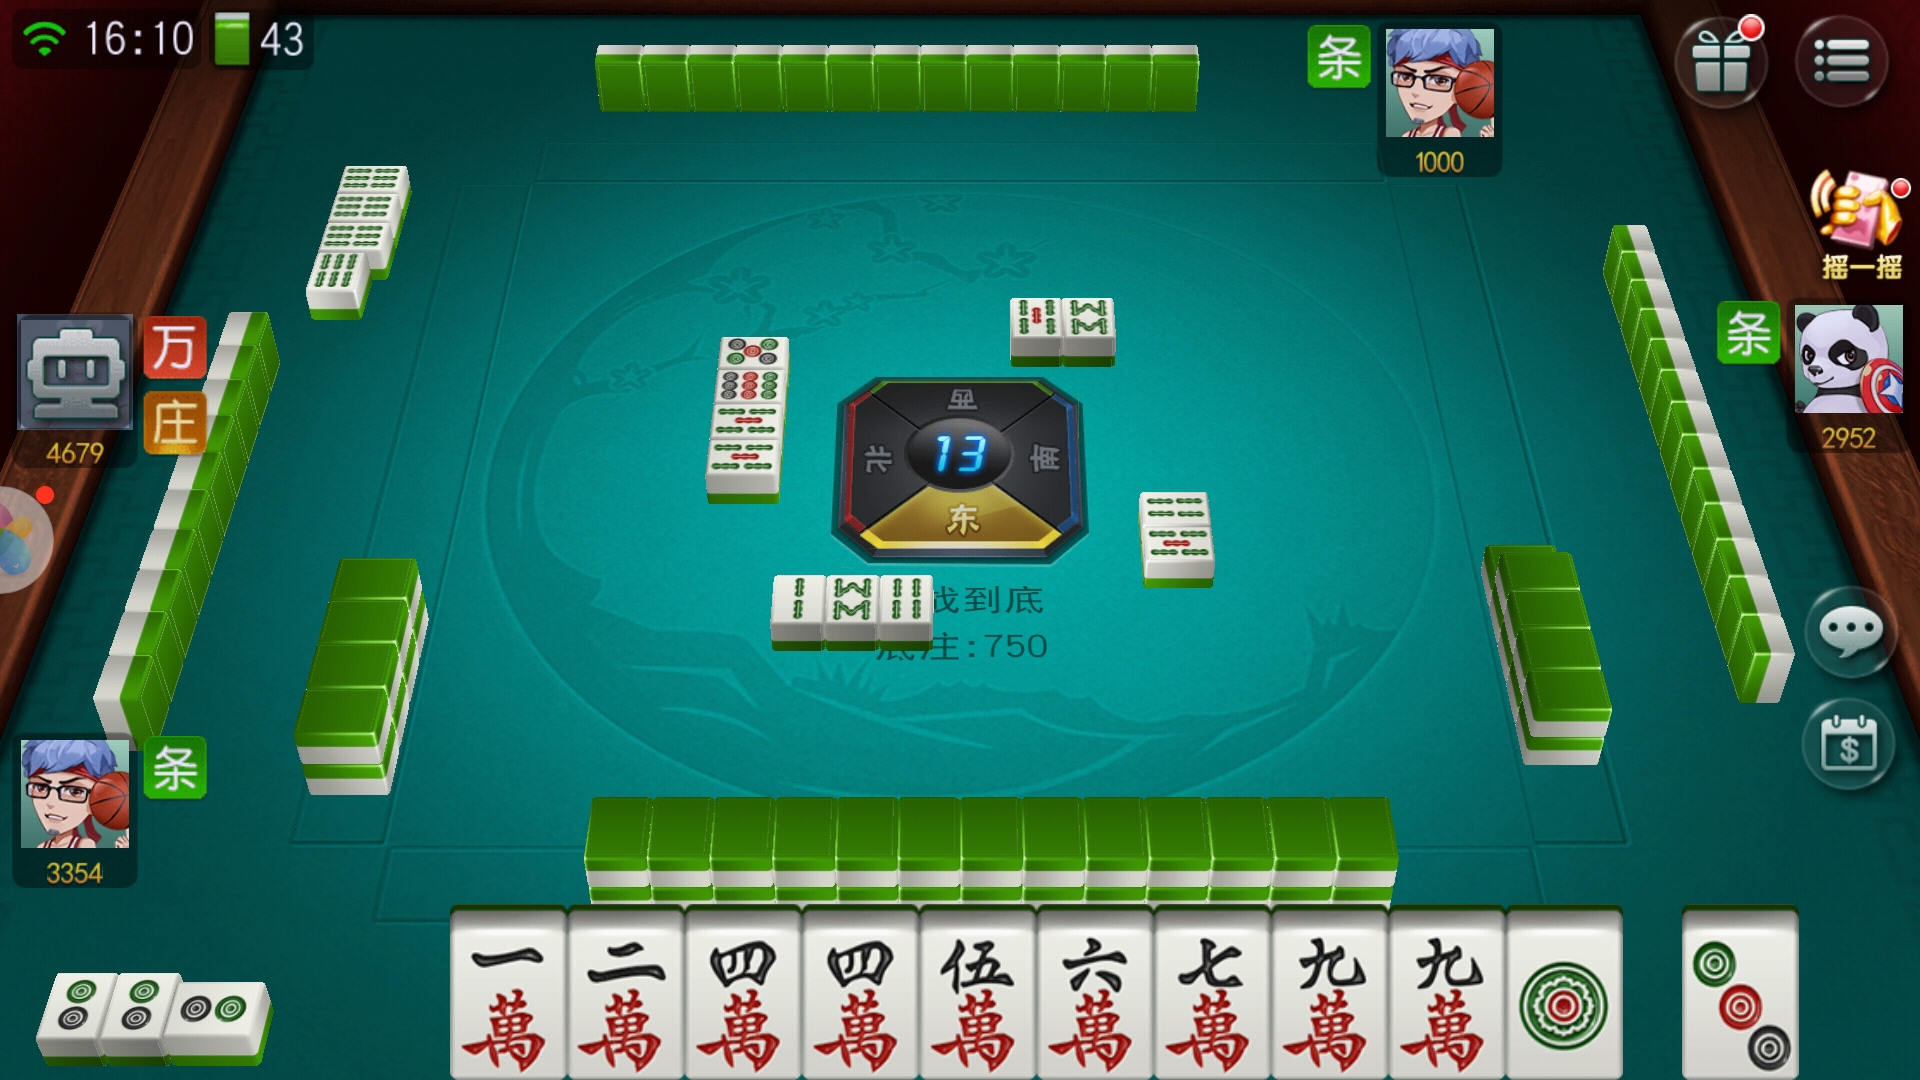 16:10 43
条
1000
摇一摇
万
庄
4679
条
2952
西
北 13 南
东
找到底
底注:750
条
3354
一萬 二萬 四萬 四萬 伍萬 六萬 七萬 九萬 九萬